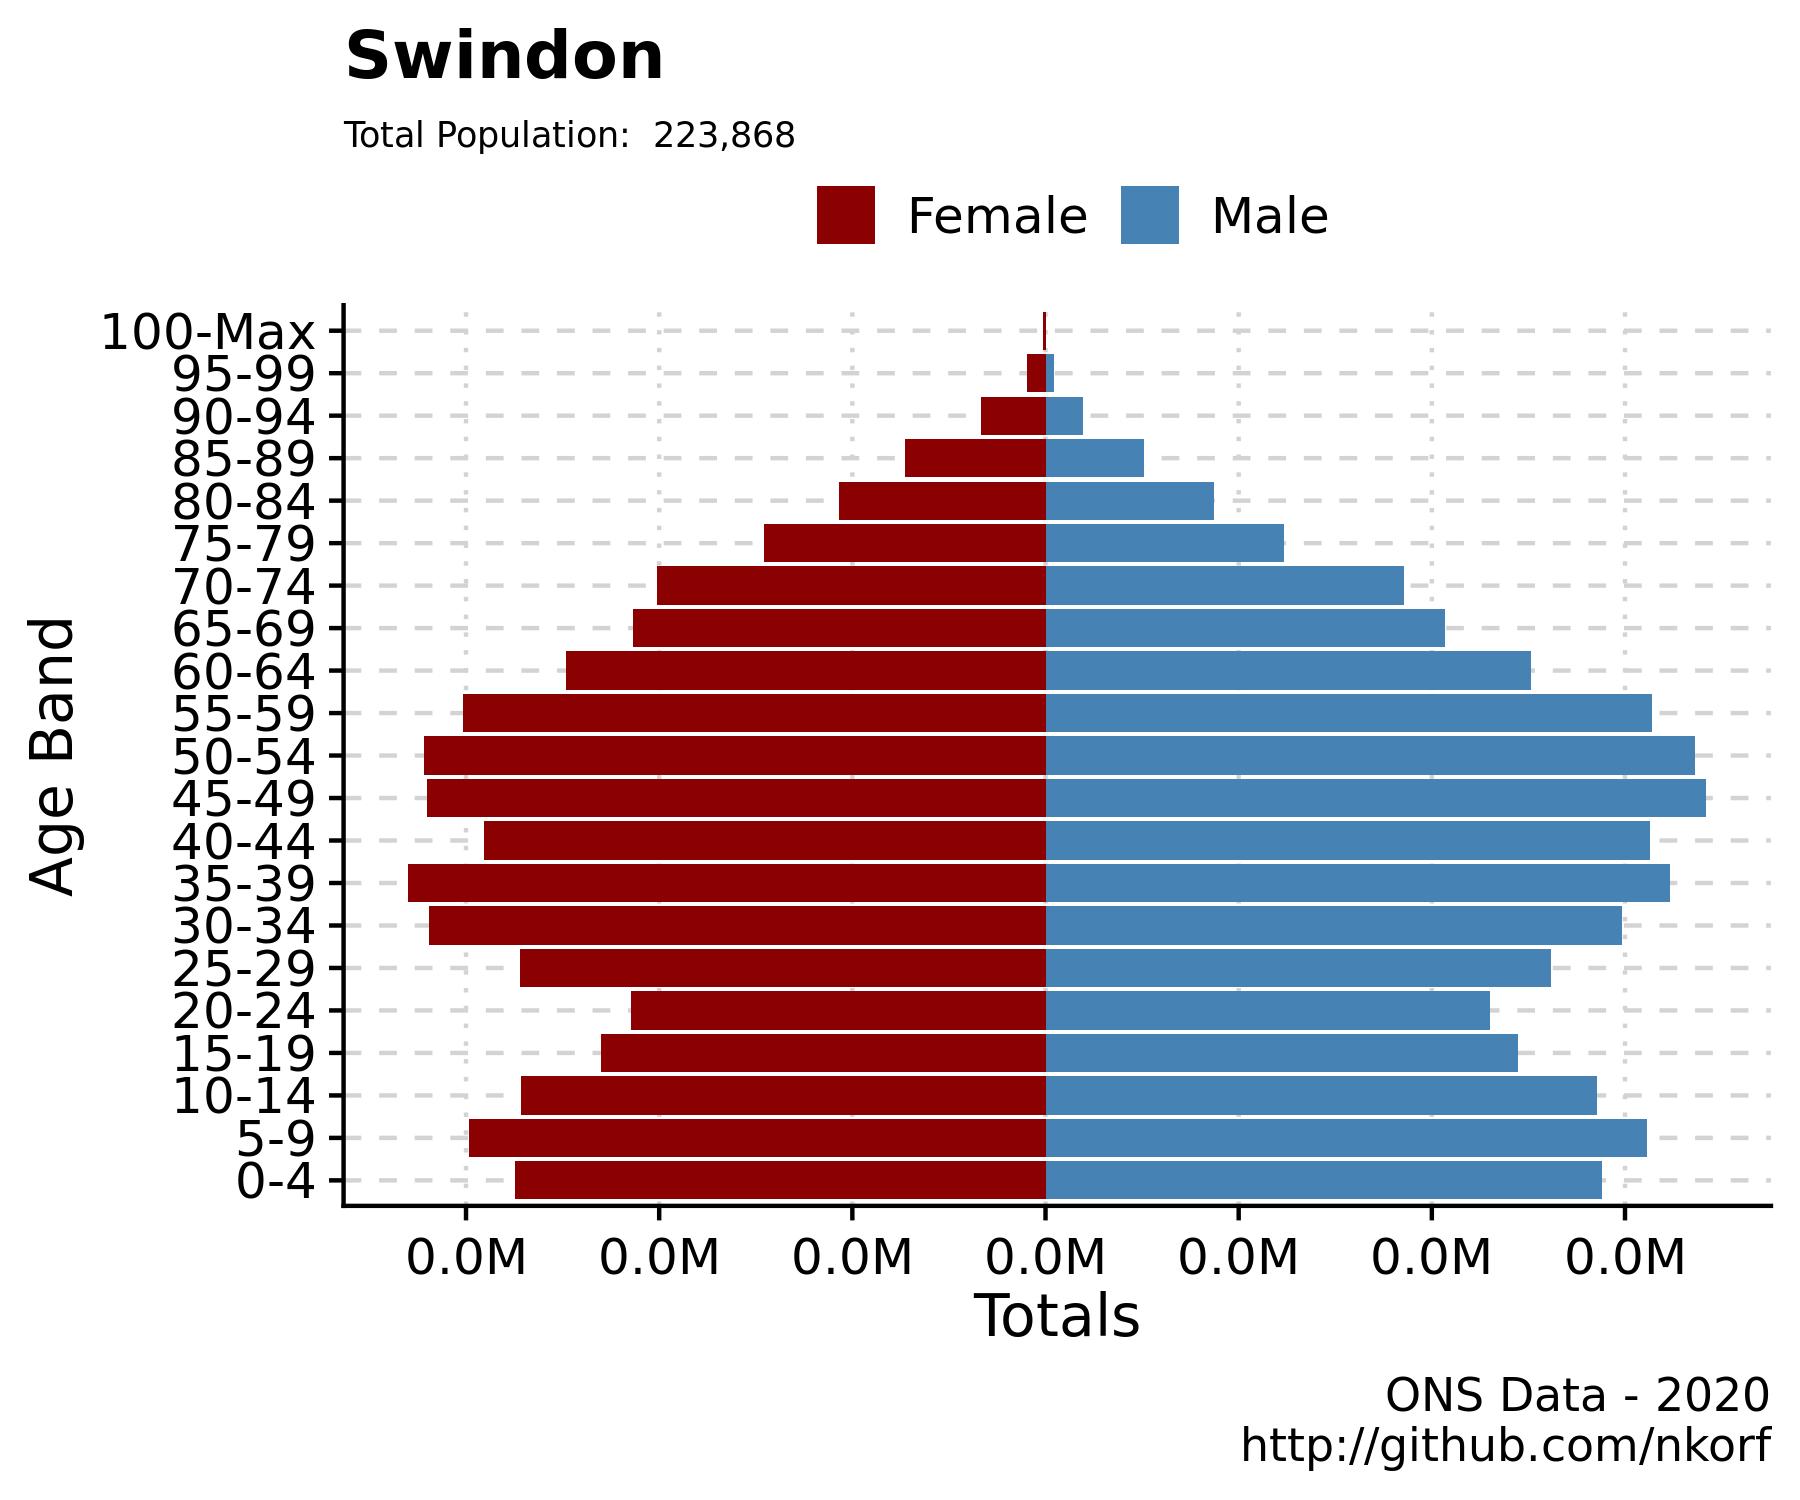 Swindon
Total Population:  223,868
Female Male
100-Max
95-99
90-94
85-89
80-84
75-79
70-74
65-69
60-64
55-59
50-54
45-49
40-44
35-39
30-34
25-29
20-24
15-19
10-14
5-9
0-4
Age Band
0.0M 0.0M 0.0M 0.0M 0.0M 0.0M 0.0M
Totals
ONS Data - 2020
http://github.com/nkorf